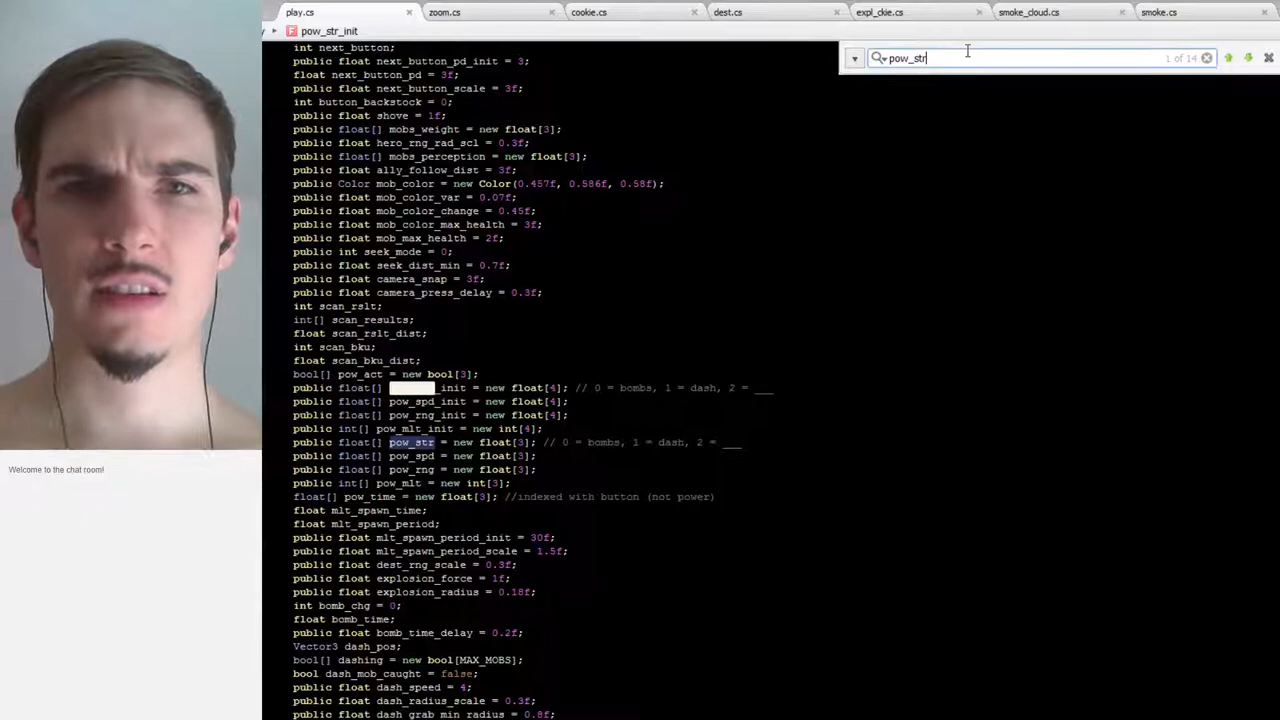 play.cs
zoom.cs
cookie.cs
dest.cs
expl_ckie.cs
smoke_cloud.cs
smoke.cs
pow_str_init
pow_str
1 of 14
int next_button;
public float next_button_pd_init = 3;
float next_button_pd = 3f;
public float next_button_scale = 3f;
int button_backstock = 0;
public float shove = 1f;
public float[] mobs_weight = new float[3];
public float hero_rng_rad_scl = 0.3f;
public float[] mobs_perception = new float[3];
public float ally_follow_dist = 3f;
public Color mob_color = new Color(0.457f, 0.586f, 0.58f);
public float mob_color_var = 0.07f;
public float mob_color_change = 0.45f;
public float mob_color_max_health = 3f;
public float mob_max_health = 2f;
public int seek_mode = 0;
public float seek_dist_min = 0.7f;
public float camera_snap = 3f;
public float camera_press_delay = 0.3f;
int scan_rslt;
int[] scan_results;
float scan_rslt_dist;
int scan_bku;
float scan_bku_dist;
bool[] pow_act = new bool[3];
public float[] _init = new float[4]; // 0 = bombs, 1 = dash, 2 = ___
public float[] pow_spd_init = new float[4];
public float[] pow_rng_init = new float[4];
public int[] pow_mlt_init = new int[4];
public float[] pow_str = new float[3]; // 0 = bombs, 1 = dash, 2 = ___
public float[] pow_spd = new float[3];
public float[] pow_rng = new float[3];
public int[] pow_mlt = new int[3];
float[] pow_time = new float[3]; //indexed with button (not power)
float mlt_spawn_time;
float mlt_spawn_period;
public float mlt_spawn_period_init = 30f;
public float mlt_spawn_period_scale = 1.5f;
public float dest_rng_scale = 0.3f;
public float explosion_force = 1f;
public float explosion_radius = 0.18f;
int bomb_chg = 0;
float bomb_time;
public float bomb_time_delay = 0.2f;
Vector3 dash_pos;
bool[] dashing = new bool[MAX_MOBS];
bool dash_mob_caught = false;
public float dash_speed = 4;
public float dash_radius_scale = 0.3f;
public float dash_grab_min_radius = 0.8f;
Welcome to the chat room!